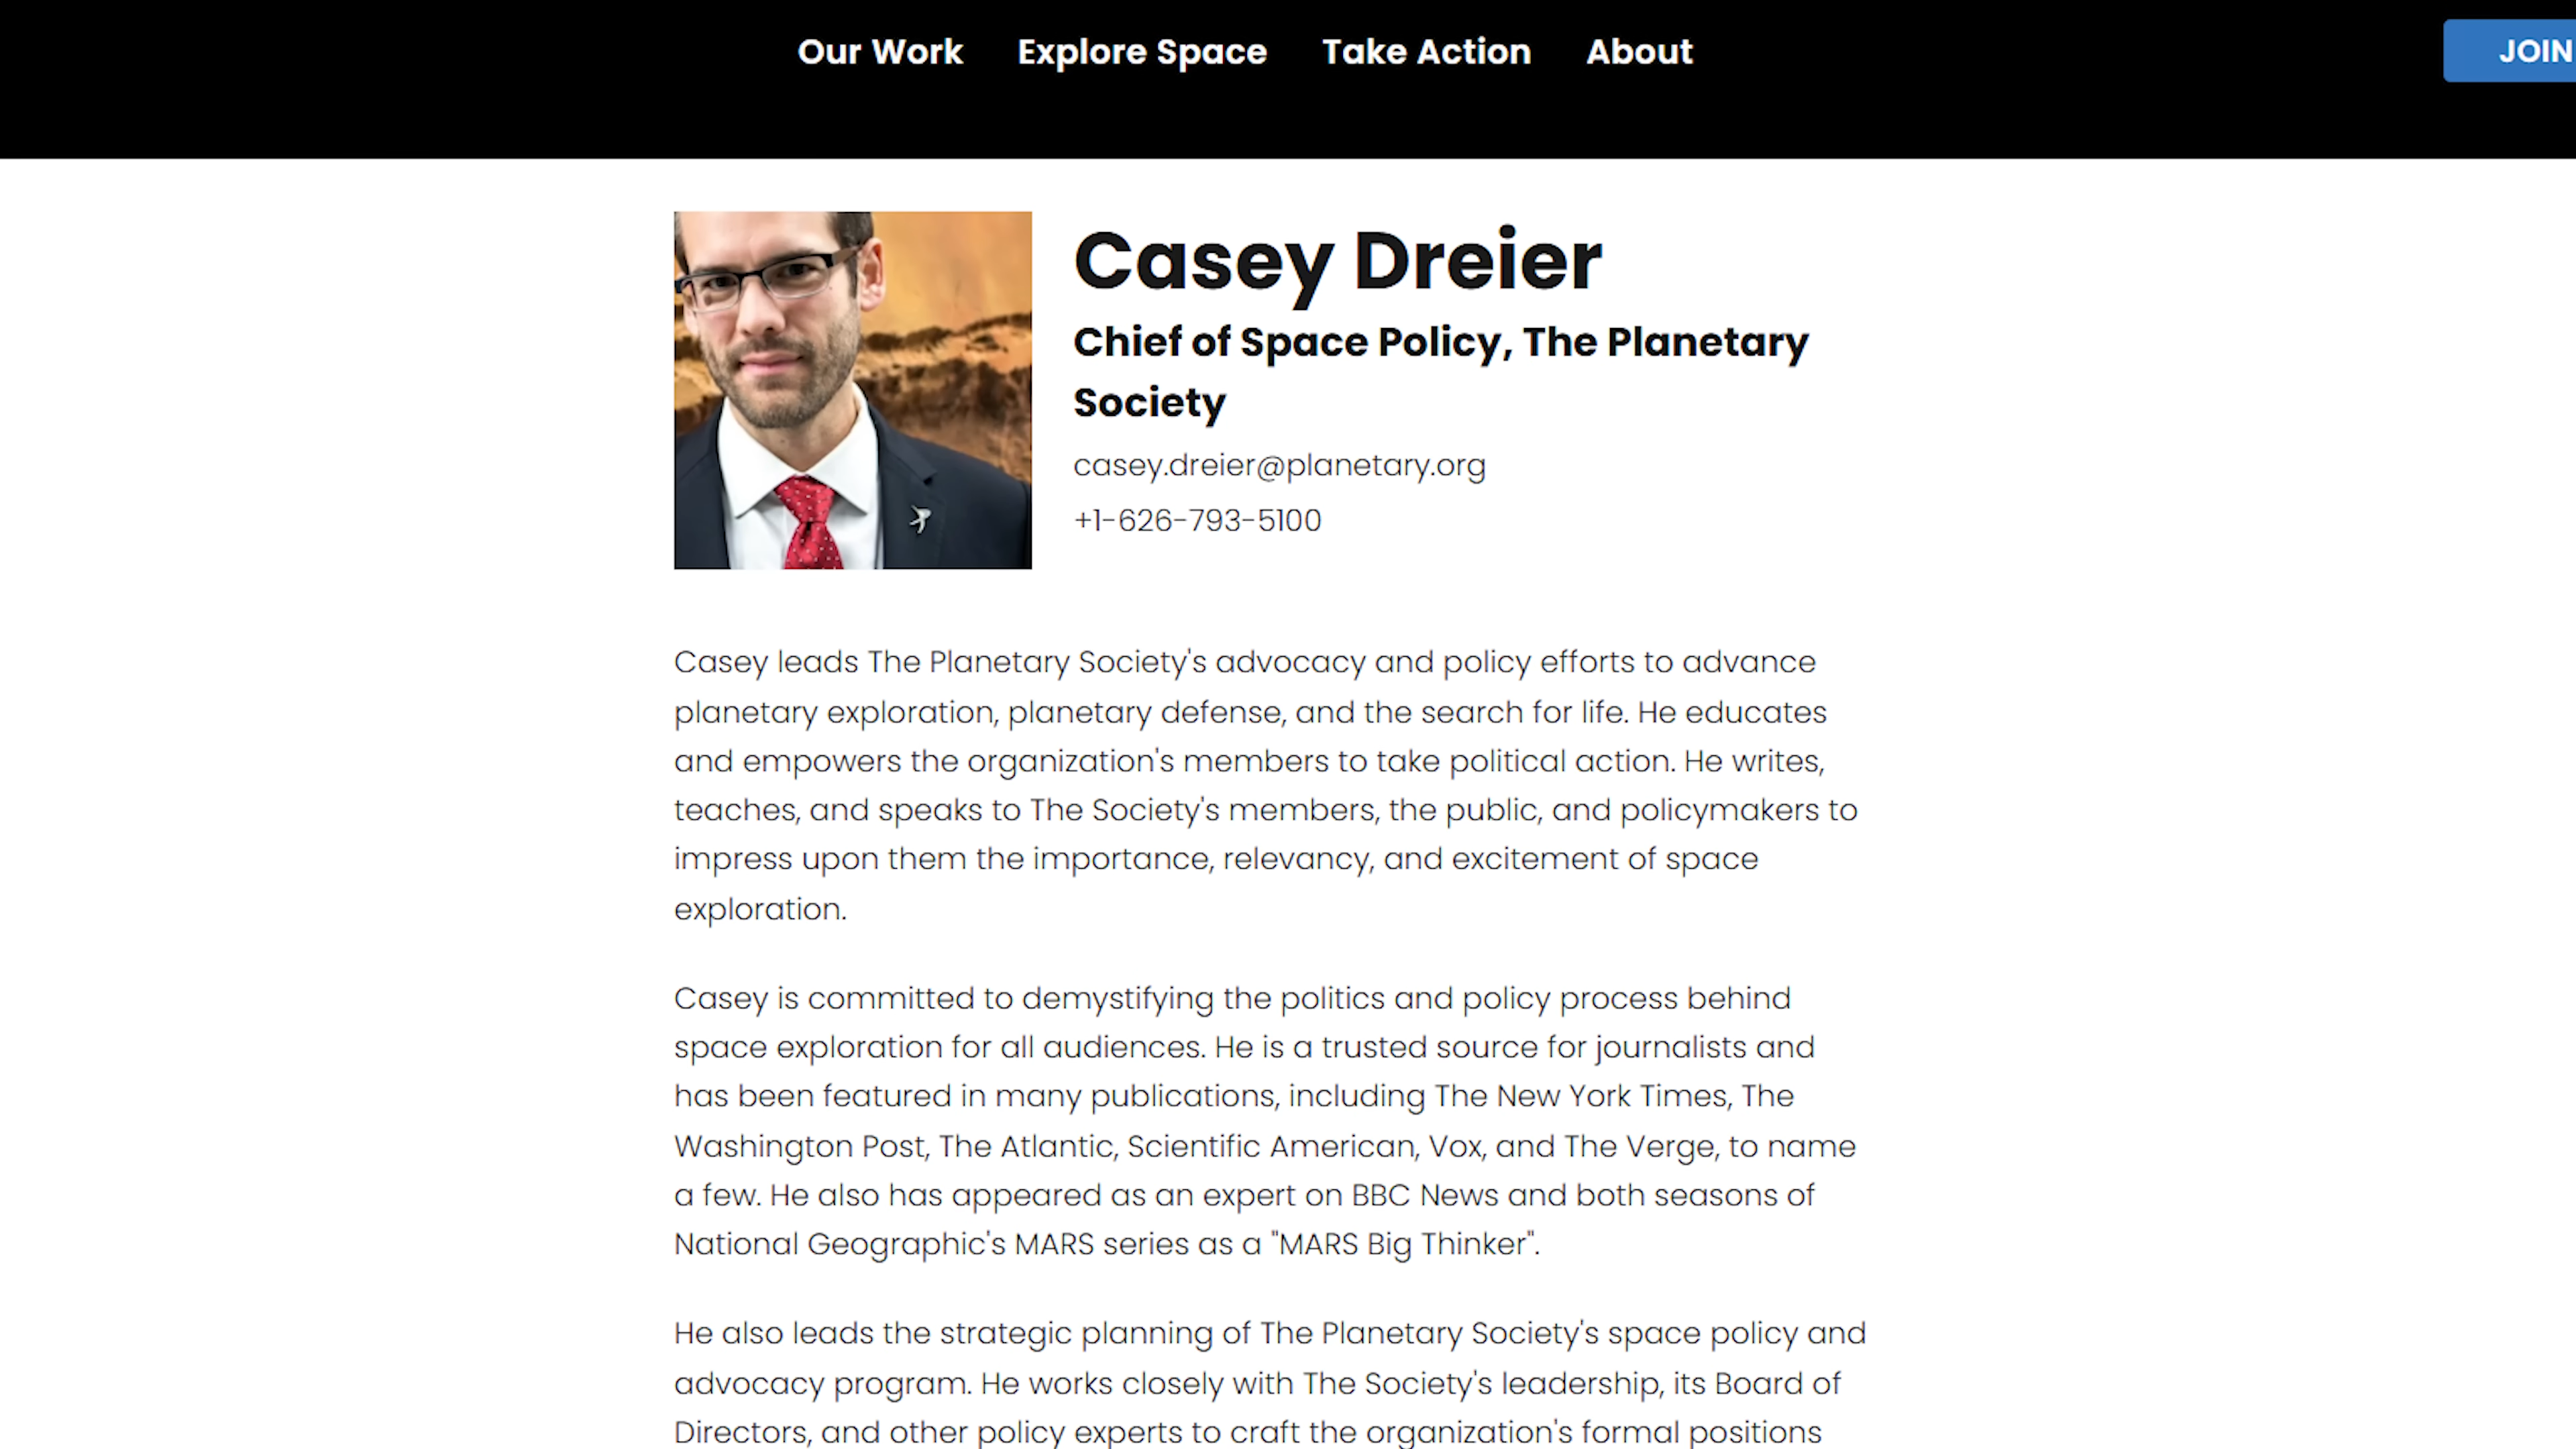 Our Work Explore Space Take Action About JOIN
Casey Dreier
Chief of Space Policy, The Planetary
Society
casey.dreier@planetary.org
+1-626-793-5100
Casey leads The Planetary Society's advocacy and policy efforts to advance
planetary exploration, planetary defense, and the search for life. He educates
and empowers the organization's members to take political action. He writes,
teaches, and speaks to The Society's members, the public, and policymakers to
impress upon them the importance, relevancy, and excitement of space
exploration.
Casey is committed to demystifying the politics and policy process behind
space exploration for all audiences. He is a trusted source for journalists and
has been featured in many publications, including The New York Times, The
Washington Post, The Atlantic, Scientific American, Vox, and The Verge, to name
a few. He also has appeared as an expert on BBC News and both seasons of
National Geographic's MARS series as a "MARS Big Thinker".
He also leads the strategic planning of The Planetary Society's space policy and
advocacy program. He works closely with The Society's leadership, its Board of
Directors, and other policy experts to craft the organization's formal positions